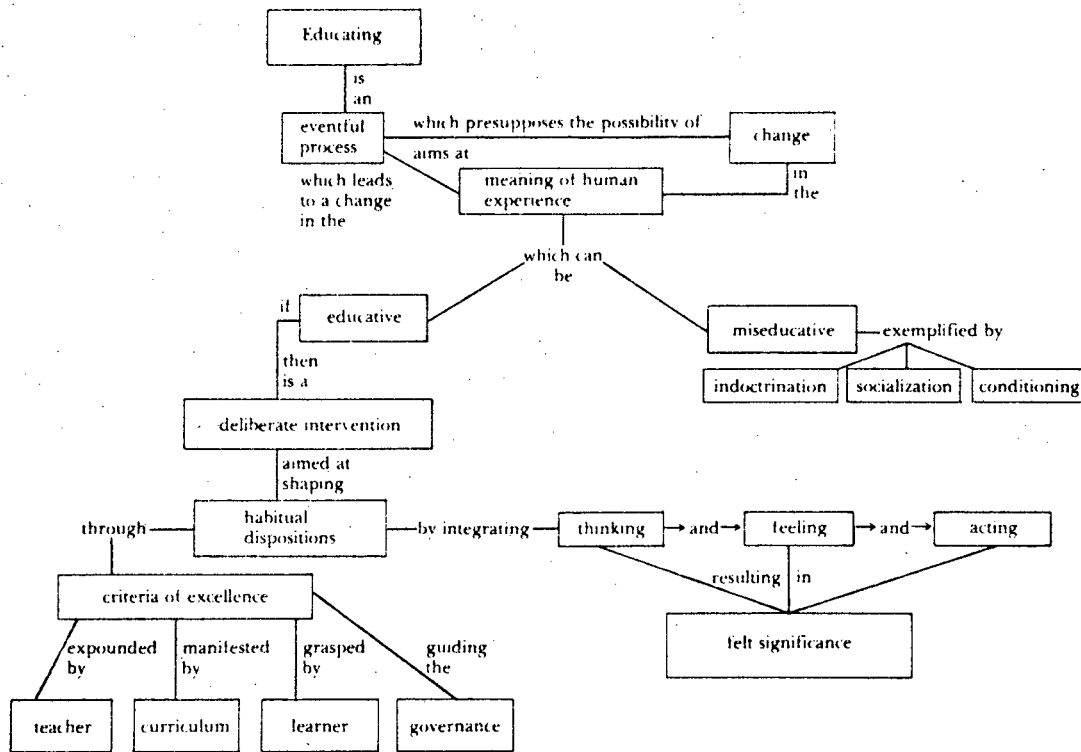 Educating
is
an
eventful
process
which presupposes the possibility of
change
aims at
in
the
which leads
to a change
in the
meaning of human
experience
which can
be
if
educative
miseducative
exemplified by
then
is a
indoctrination
socialization
conditioning
deliberate intervention
aimed at
shaping
through
habitual
dispositions
by integrating
thinking
and
feeling
and
acting
resulting
in
criteria of excellence
felt significance
expounded
by
manifested
by
grasped
by
guiding
the
teacher
curriculum
learner
governance